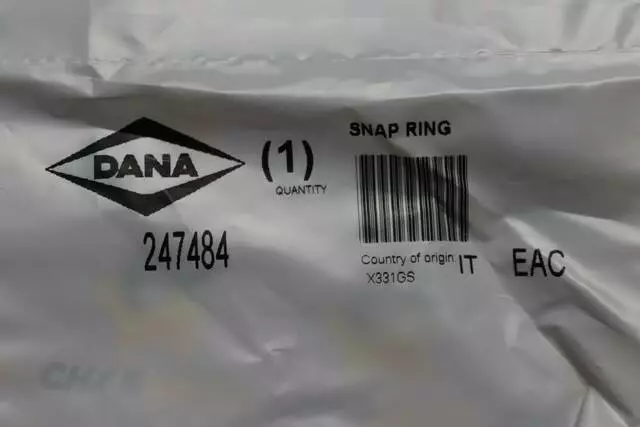 DANA
(1)
QUANTITY
247484
SNAP RING
Country of origin IT
X331GS
EAC